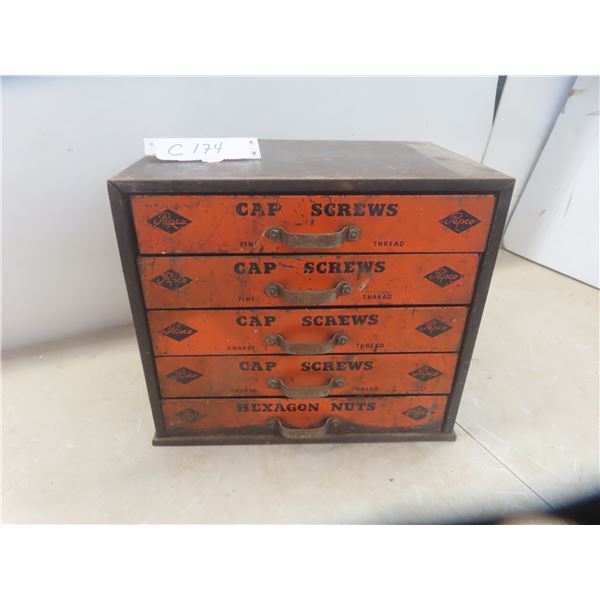 C 174
Papco CAP SCREWS Papco
FINE THREAD
Papco CAP SCREWS Papco
FINE THREAD
Papco CAP SCREWS Papco
COARSE THREAD
Papco CAP SCREWS Papco
COARSE THREAD
Papco HEXAGON NUTS Papco